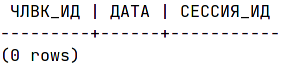 ЧЛВК_ИД | ДАТА | СЕССИЯ_ИД
---------+------+-----------
(0 rows)